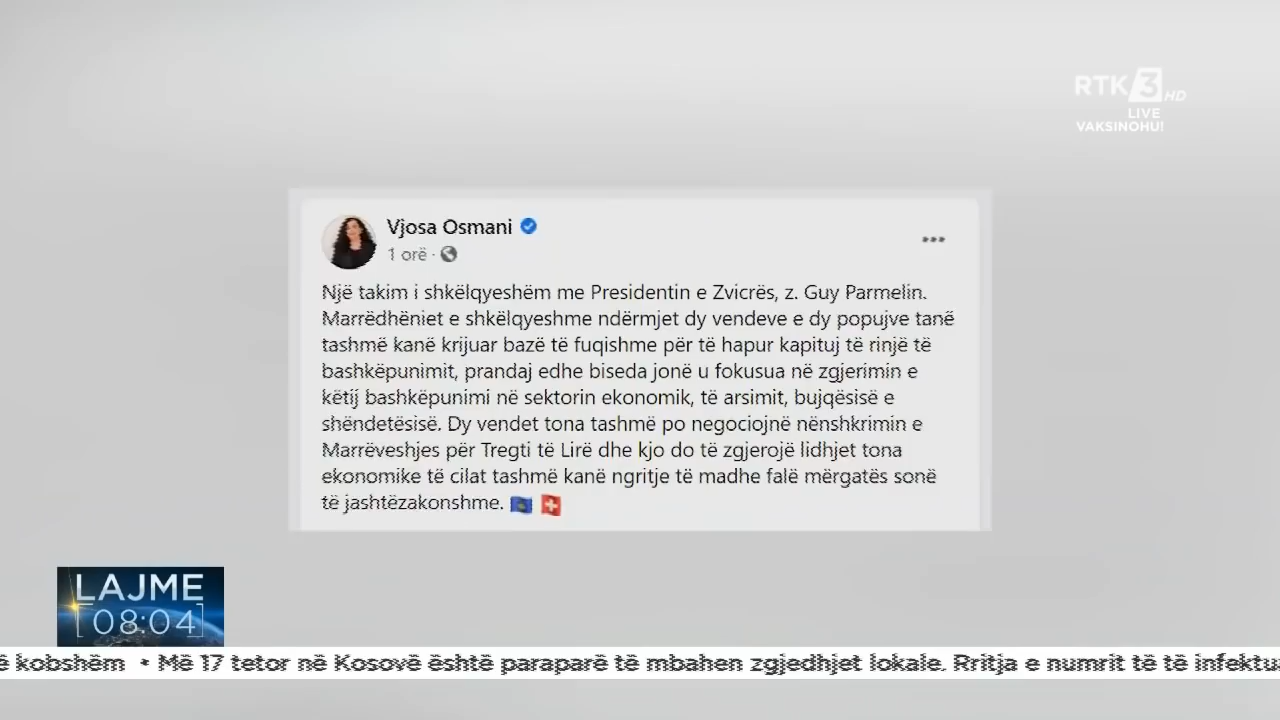 RTK 3 HD
LIVE
VAKSINOHU!
Vjosa Osmani
1 orë ·
Një takim i shkëlqyeshëm me Presidentin e Zvicrës, z. Guy Parmelin.
Marrëdhëniet e shkëlqyeshme ndërmjet dy vendeve e dy popujve tanë
tashmë kanë krijuar bazë të fuqishme për të hapur kapituj të rinjë të
bashkëpunimit, prandaj edhe biseda jonë u fokusua në zgjerimin e
këtij bashkëpunimi në sektorin ekonomik, të arsimit, bujqësisë e
shëndetësisë. Dy vendet tona tashmë po negociojnë nënshkrimin e
Marrëveshjes për Tregti të Lirë dhe kjo do të zgjerojë lidhjet tona
ekonomike të cilat tashmë kanë ngritje të madhe falë mërgatës sonë
të jashtëzakonshme.
LAJME
08:04
ë kobshëm • Më 17 tetor në Kosovë është paraparë të mbahen zgjedhjet lokale. Rritja e numrit të të infektu